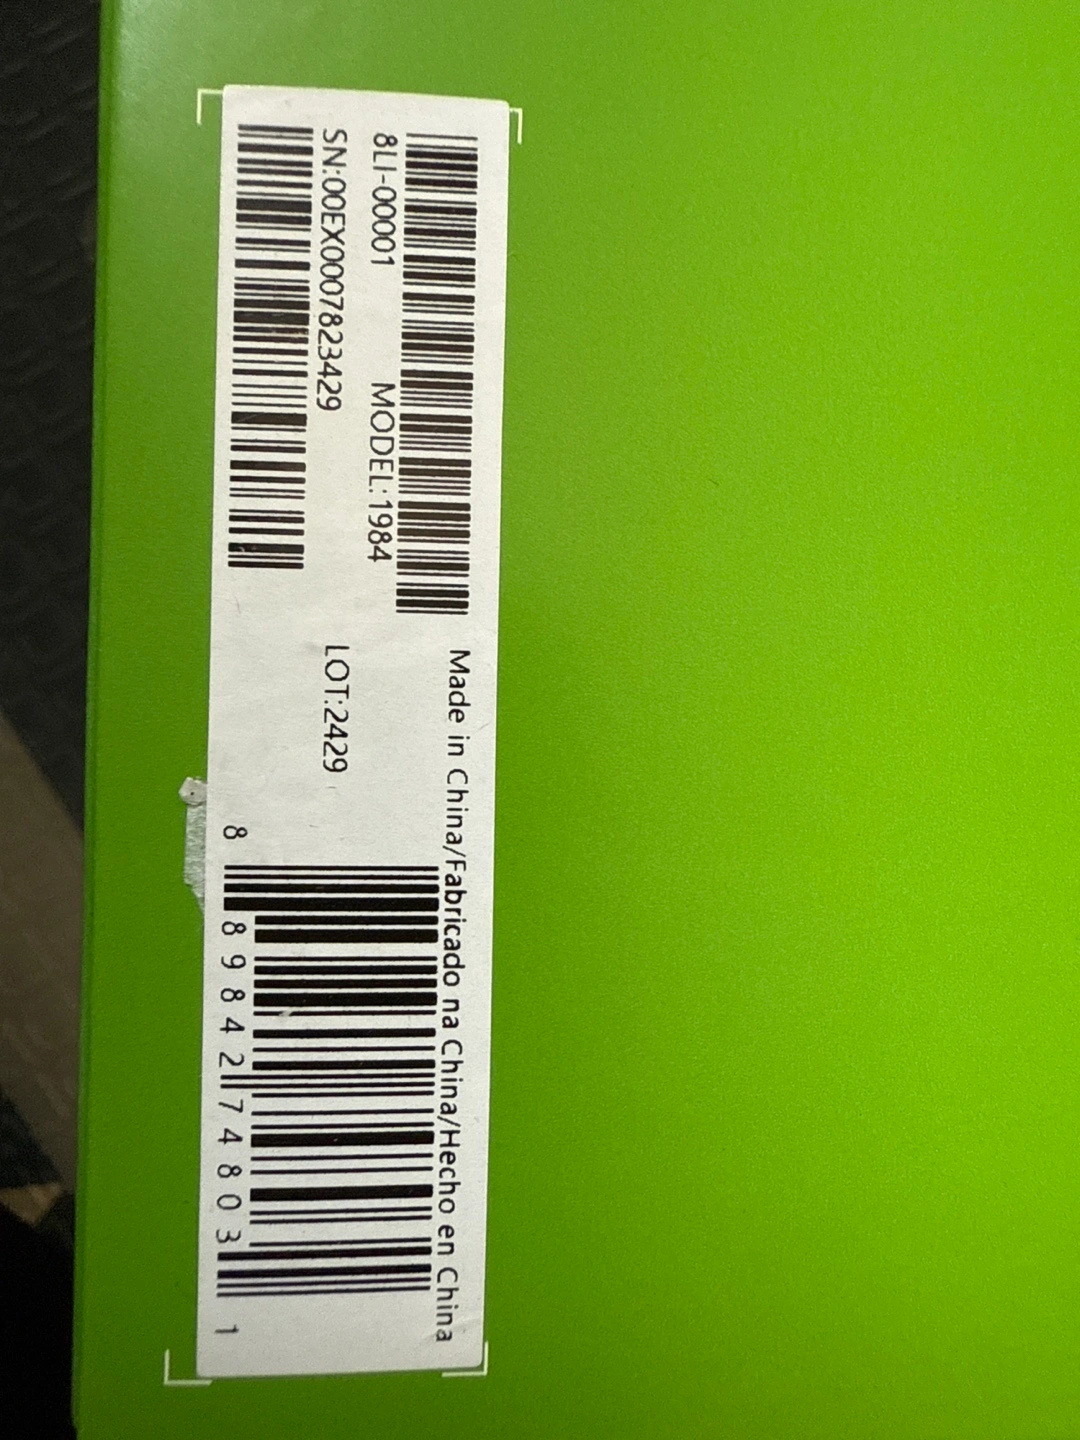 Made in China/Fabricado na China/Hecho en China
8LI-00001 MODEL:1984
SN:00EX0007823429 LOT:2429
8 89842 74803 1